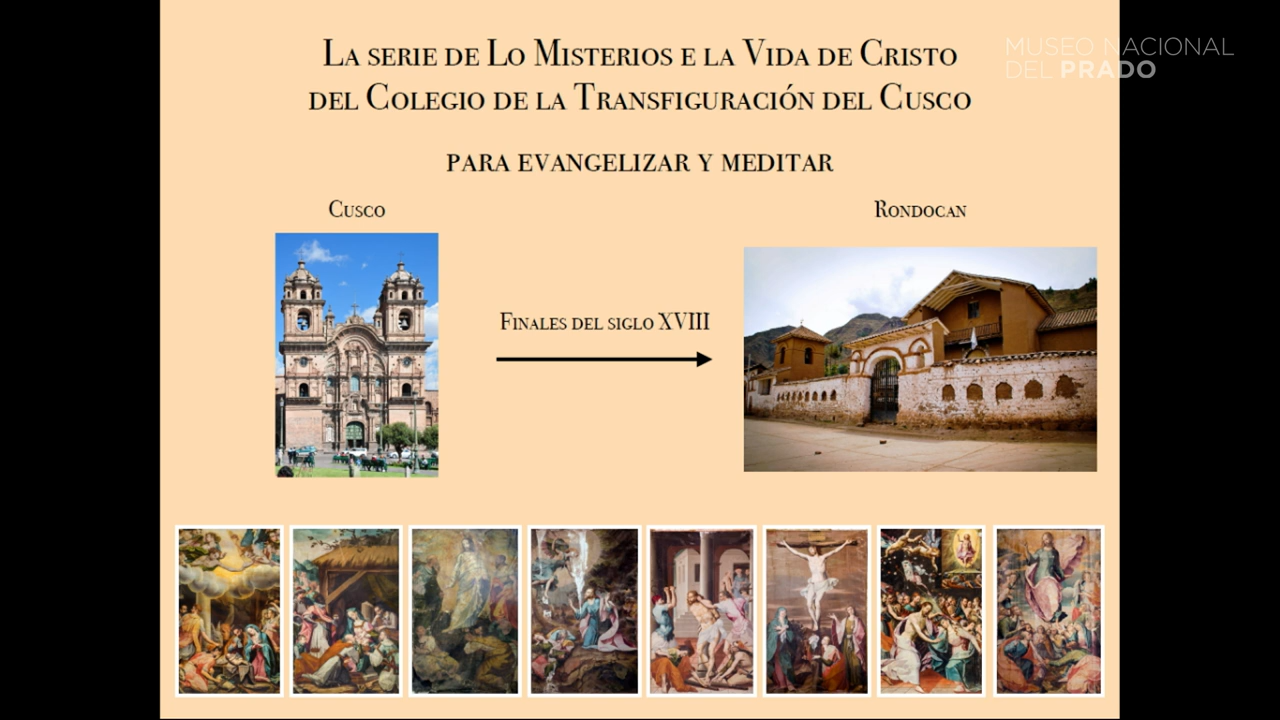 La serie de Lo Misterios e la Vida de Cristo
del Colegio de la Transfiguración del Cusco
para evangelizar y meditar
Cusco
Rondocan
Finales del siglo XVIII
MUSEO NACIONAL
DEL PRADO